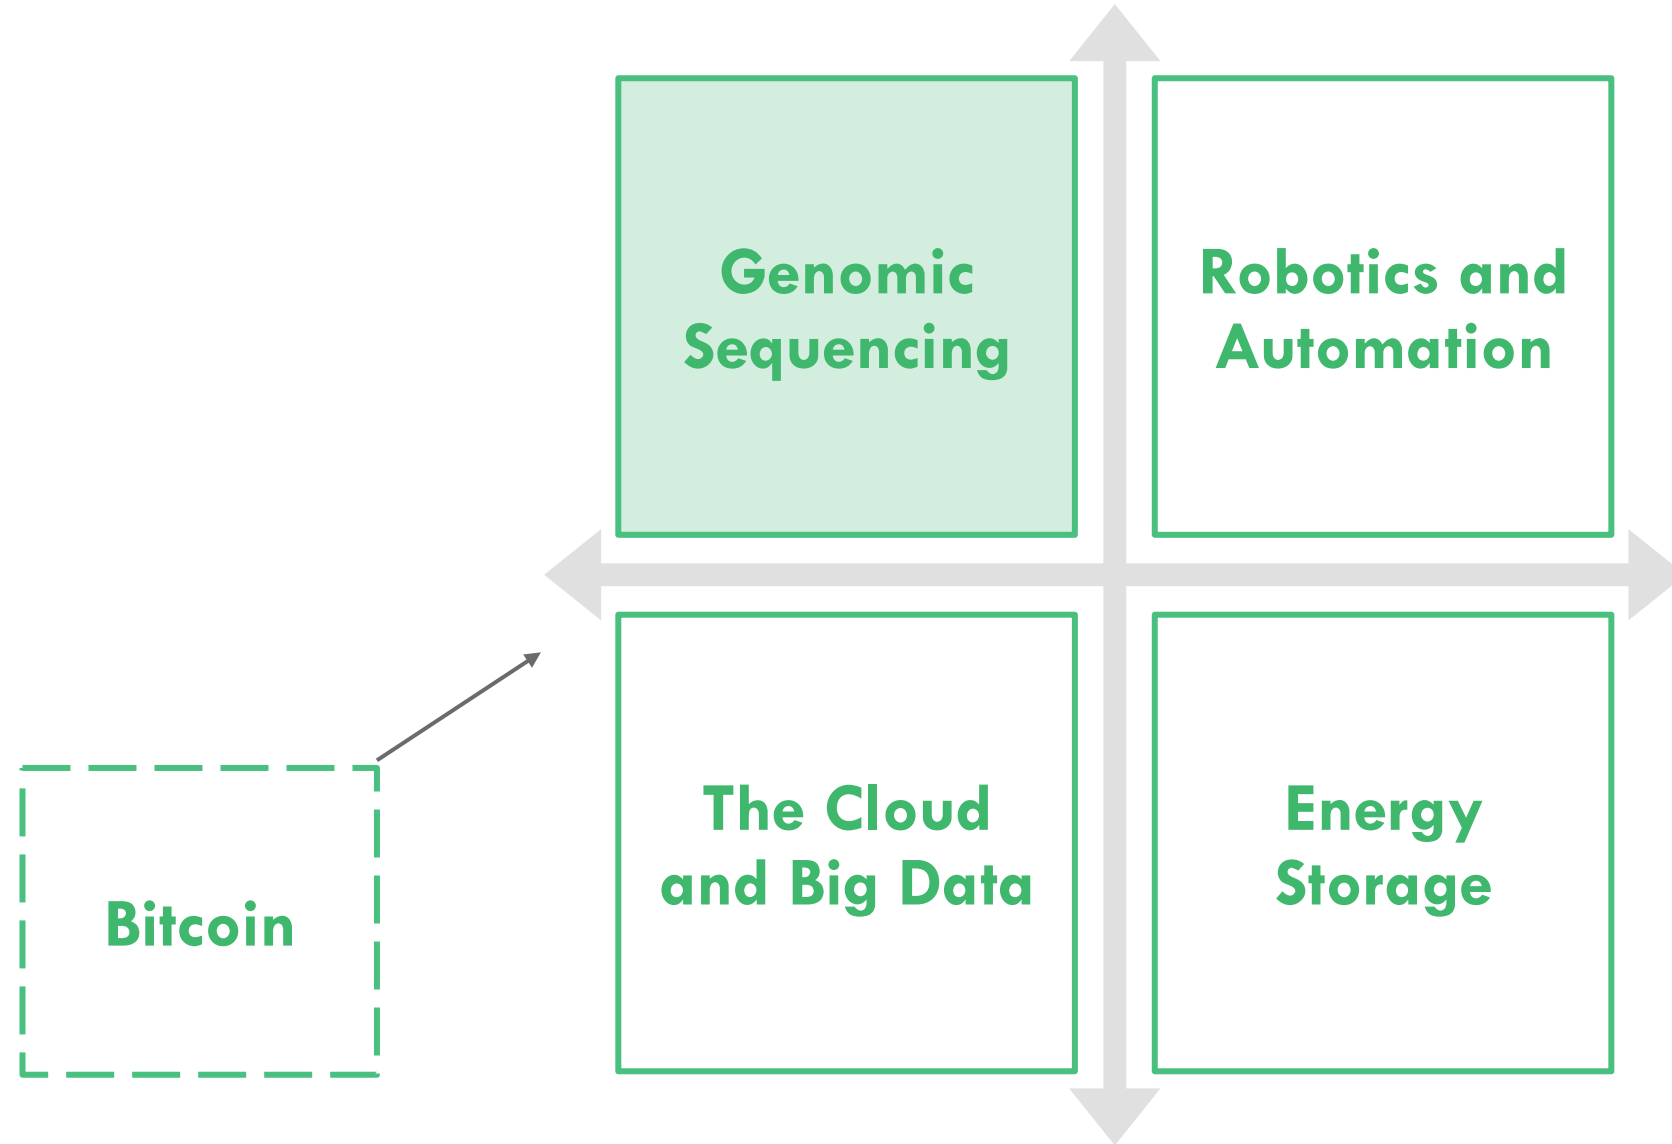 Genomic
Sequencing
Robotics and
Automation
The Cloud
and Big Data
Energy
Storage
Bitcoin